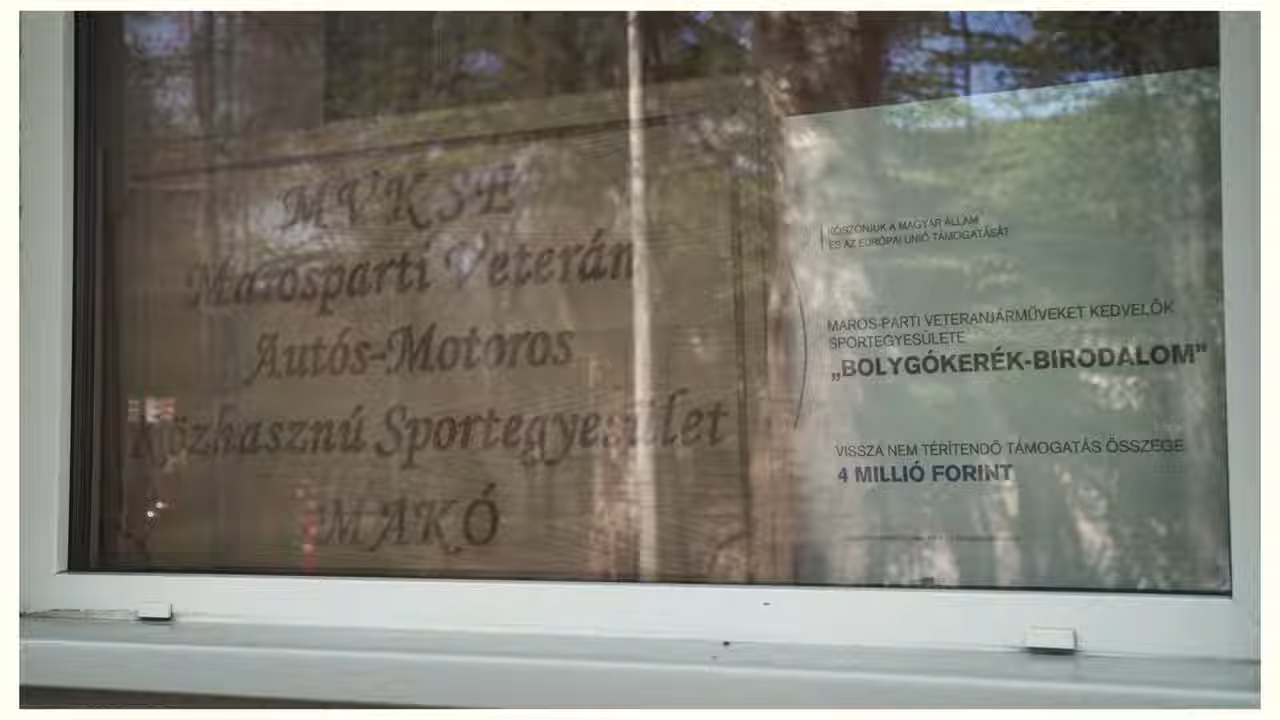 MVKSE
Marosparti Veterán
Autós-Motoros
Közhasznú Sportegyesület
MAKÓ
KÖSZÖNJÜK A MAGYAR ÁLLAM
ÉS AZ EURÓPAI UNIÓ TÁMOGATÁSÁT
MAROS-PARTI VETERÁNJÁRMŰVEKET KEDVELŐK
SPORTEGYESÜLETE
„BOLYGÓKERÉK-BIRODALOM"
VISSZA NEM TÉRÍTENDŐ TÁMOGATÁS ÖSSZEGE
4 MILLIÓ FORINT